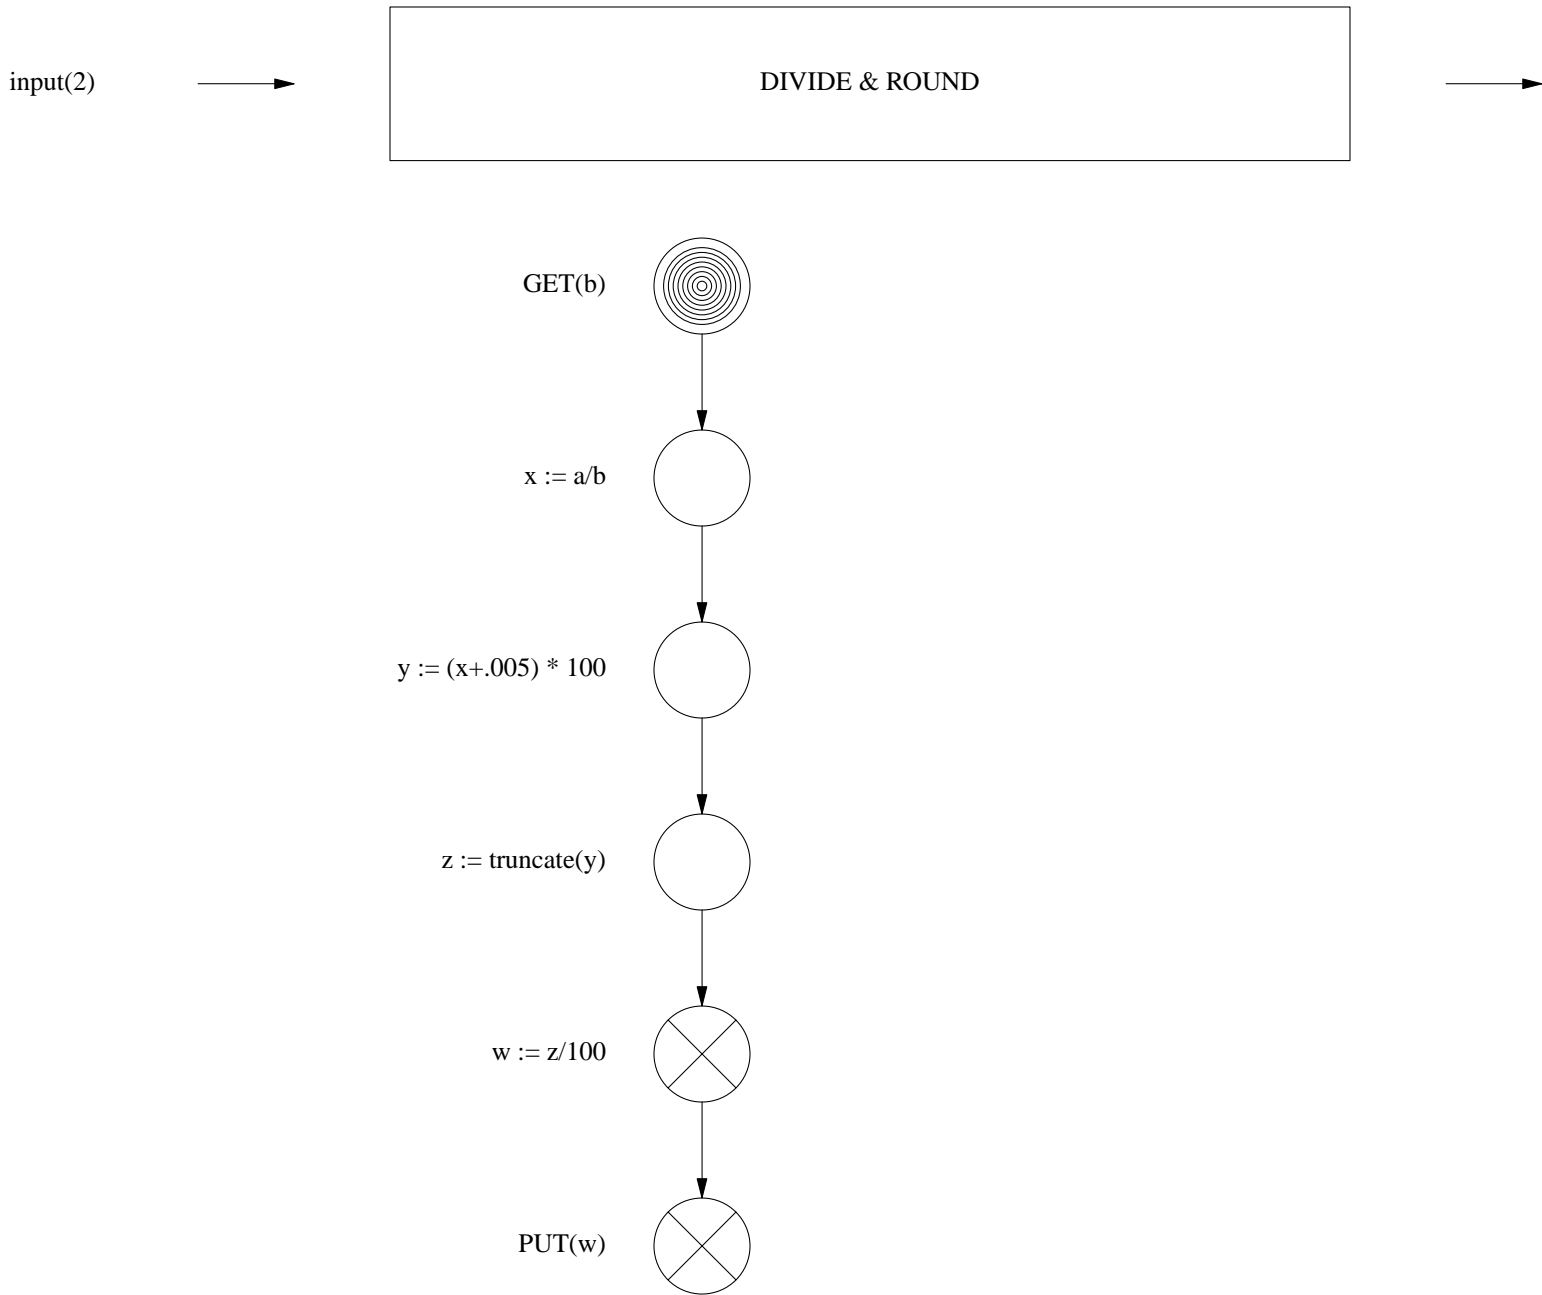 input(2)
DIVIDE & ROUND
GET(b)
x := a/b
y := (x+.005) * 100
z := truncate(y)
w := z/100
PUT(w)